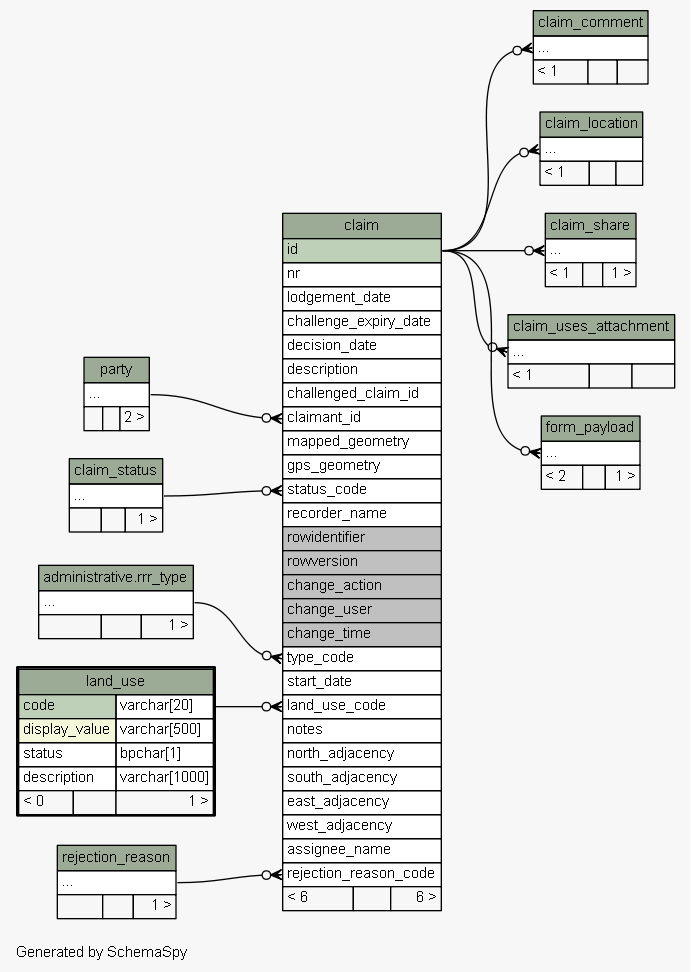 claim_comment
...
< 1
claim_location
...
< 1
claim_share
...
< 1 1 >
claim_uses_attachment
...
< 1
form_payload
...
< 2 1 >
claim
id
nr
lodgement_date
challenge_expiry_date
decision_date
description
challenged_claim_id
claimant_id
mapped_geometry
gps_geometry
status_code
recorder_name
rowidentifier
rowversion
change_action
change_user
change_time
type_code
start_date
land_use_code
notes
north_adjacency
south_adjacency
east_adjacency
west_adjacency
assignee_name
rejection_reason_code
< 6 6 >
party
...
2 >
claim_status
...
1 >
administrative.rrr_type
...
1 >
land_use
code varchar[20]
display_value varchar[500]
status bpchar[1]
description varchar[1000]
< 0 1 >
rejection_reason
...
1 >
Generated by SchemaSpy